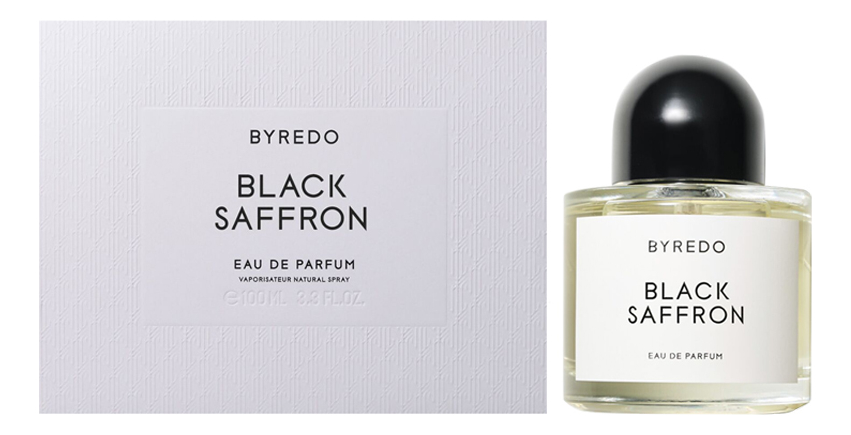 BYREDO
BLACK
SAFFRON
EAU DE PARFUM
VAPORISATEUR NATURAL SPRAY
℮100ML 3.3 FL.OZ.
BYREDO
BLACK
SAFFRON
EAU DE PARFUM